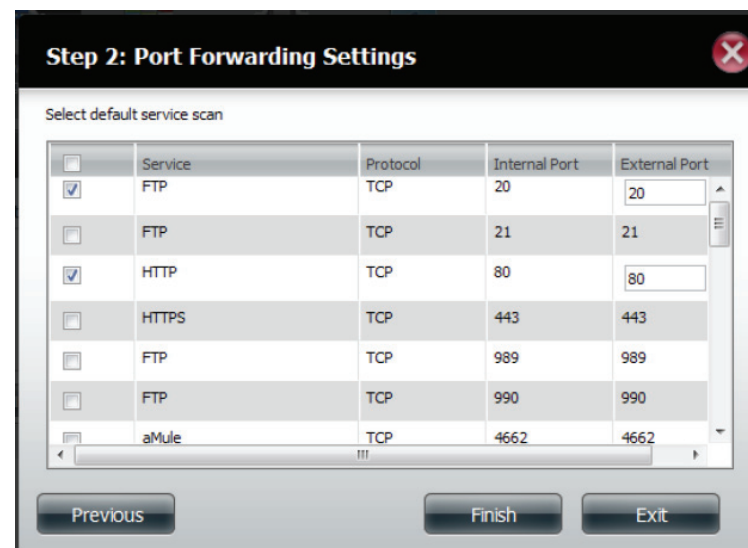 Step 2: Port Forwarding Settings
Select default service scan
Service Protocol Internal Port External Port
FTP TCP 20 20
FTP TCP 21 21
HTTP TCP 80 80
HTTPS TCP 443 443
FTP TCP 989 989
FTP TCP 990 990
aMule TCP 4662 4662
Previous Finish Exit